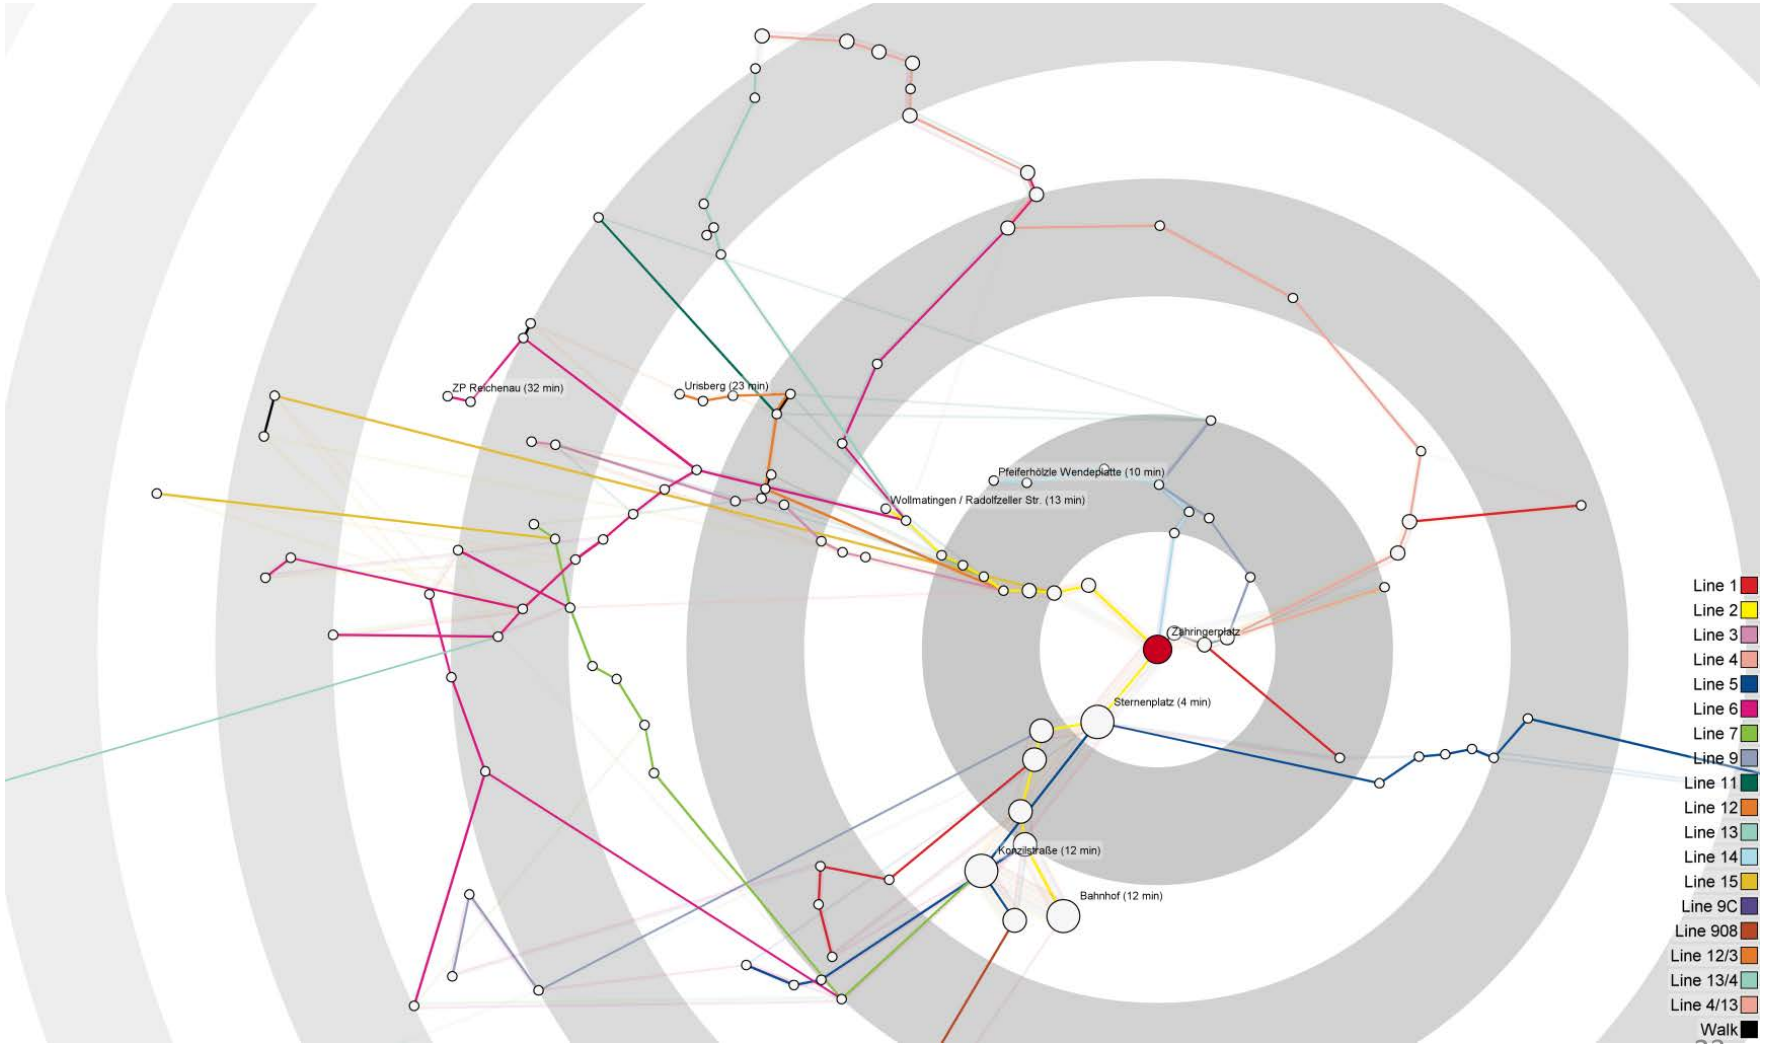 ZP Reichenau (32 min)
Urisberg (23 min)
Pfeiferhölzle Wendeplatte (10 min)
Wollmatingen / Radolfzeller Str. (13 min)
Zähringerplatz
Sternenplatz (4 min)
Konzilstraße (12 min)
Bahnhof (12 min)
Line 1
Line 2
Line 3
Line 4
Line 5
Line 6
Line 7
Line 9
Line 11
Line 12
Line 13
Line 14
Line 15
Line 9C
Line 908
Line 12/3
Line 13/4
Line 4/13
Walk